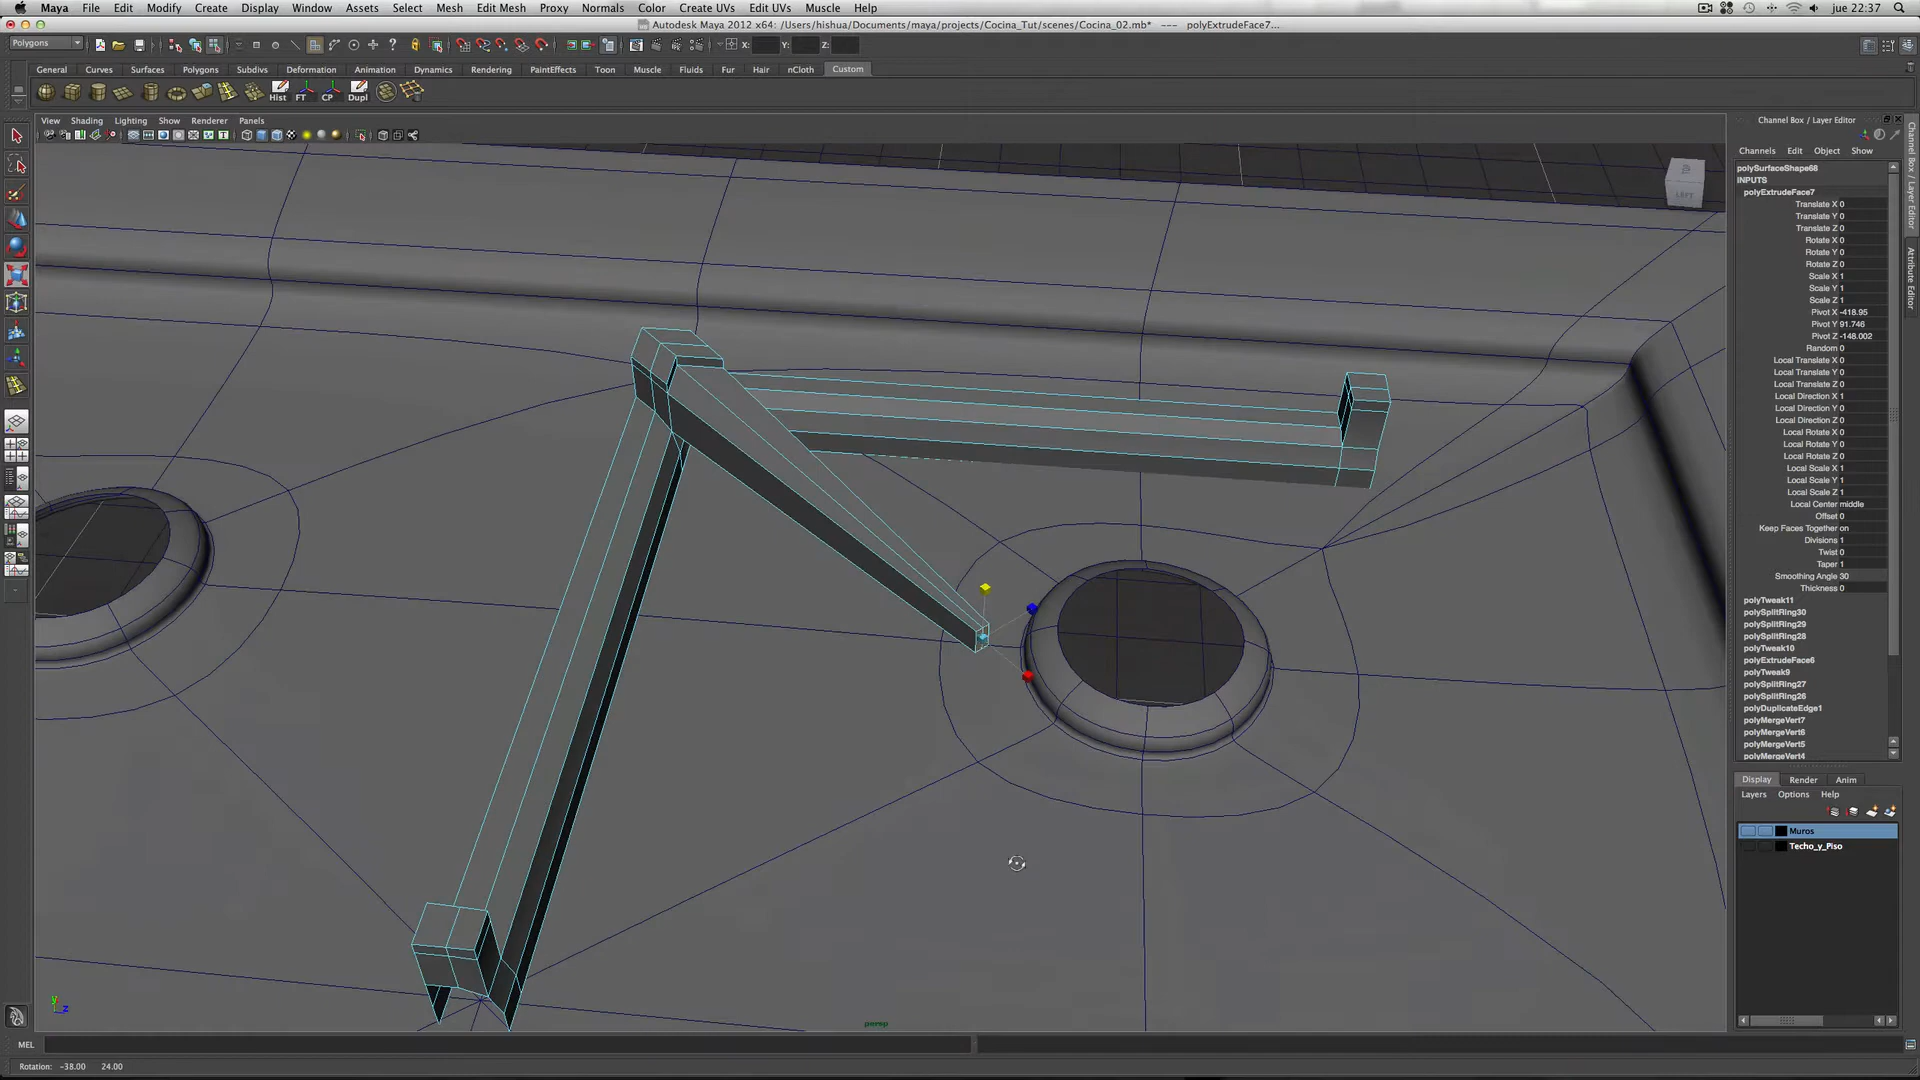 Maya File Edit Modify Create Display Window Assets Select Mesh Edit Mesh Proxy Normals Color Create UVs Edit UVs Muscle Help jue 22:37
Autodesk Maya 2012 x64: /Users/hishua/Documents/maya/projects/Cocina_Tut/scenes/Cocina_02.mb* --- polyExtrudeFace7...
Polygons X: Y: Z:
General Curves Surfaces Polygons Subdivs Deformation Animation Dynamics Rendering PaintEffects Toon Muscle Fluids Fur Hair nCloth Custom
Hist FT CP Dupl
View Shading Lighting Show Renderer Panels
Channel Box / Layer Editor
Channels Edit Object Show
polySurfaceShape68
INPUTS
polyExtrudeFace7
Translate X 0
Translate Y 0
Translate Z 0
Rotate X 0
Rotate Y 0
Rotate Z 0
Scale X 1
Scale Y 1
Scale Z 1
Pivot X -418.95
Pivot Y 91.746
Pivot Z -148.002
Random 0
Local Translate X 0
Local Translate Y 0
Local Translate Z 0
Local Direction X 1
Local Direction Y 0
Local Direction Z 0
Local Rotate X 0
Local Rotate Y 0
Local Rotate Z 0
Local Scale X 1
Local Scale Y 1
Local Scale Z 1
Local Center middle
Offset 0
Keep Faces Together on
Divisions 1
Twist 0
Taper 1
Smoothing Angle 30
Thickness 0
polyTweak11
polySplitRing30
polySplitRing29
polySplitRing28
polyTweak10
polyExtrudeFace6
polyTweak9
polySplitRing27
polySplitRing26
polyDuplicateEdge1
polyMergeVert7
polyMergeVert6
polyMergeVert5
polyMergeVert4
Display Render Anim
Layers Options Help
Muros
Techo_y_Piso
Channel Box / Layer Editor
Attribute Editor
LEFT
y
z
persp
MEL
Rotation: -38.00 24.00